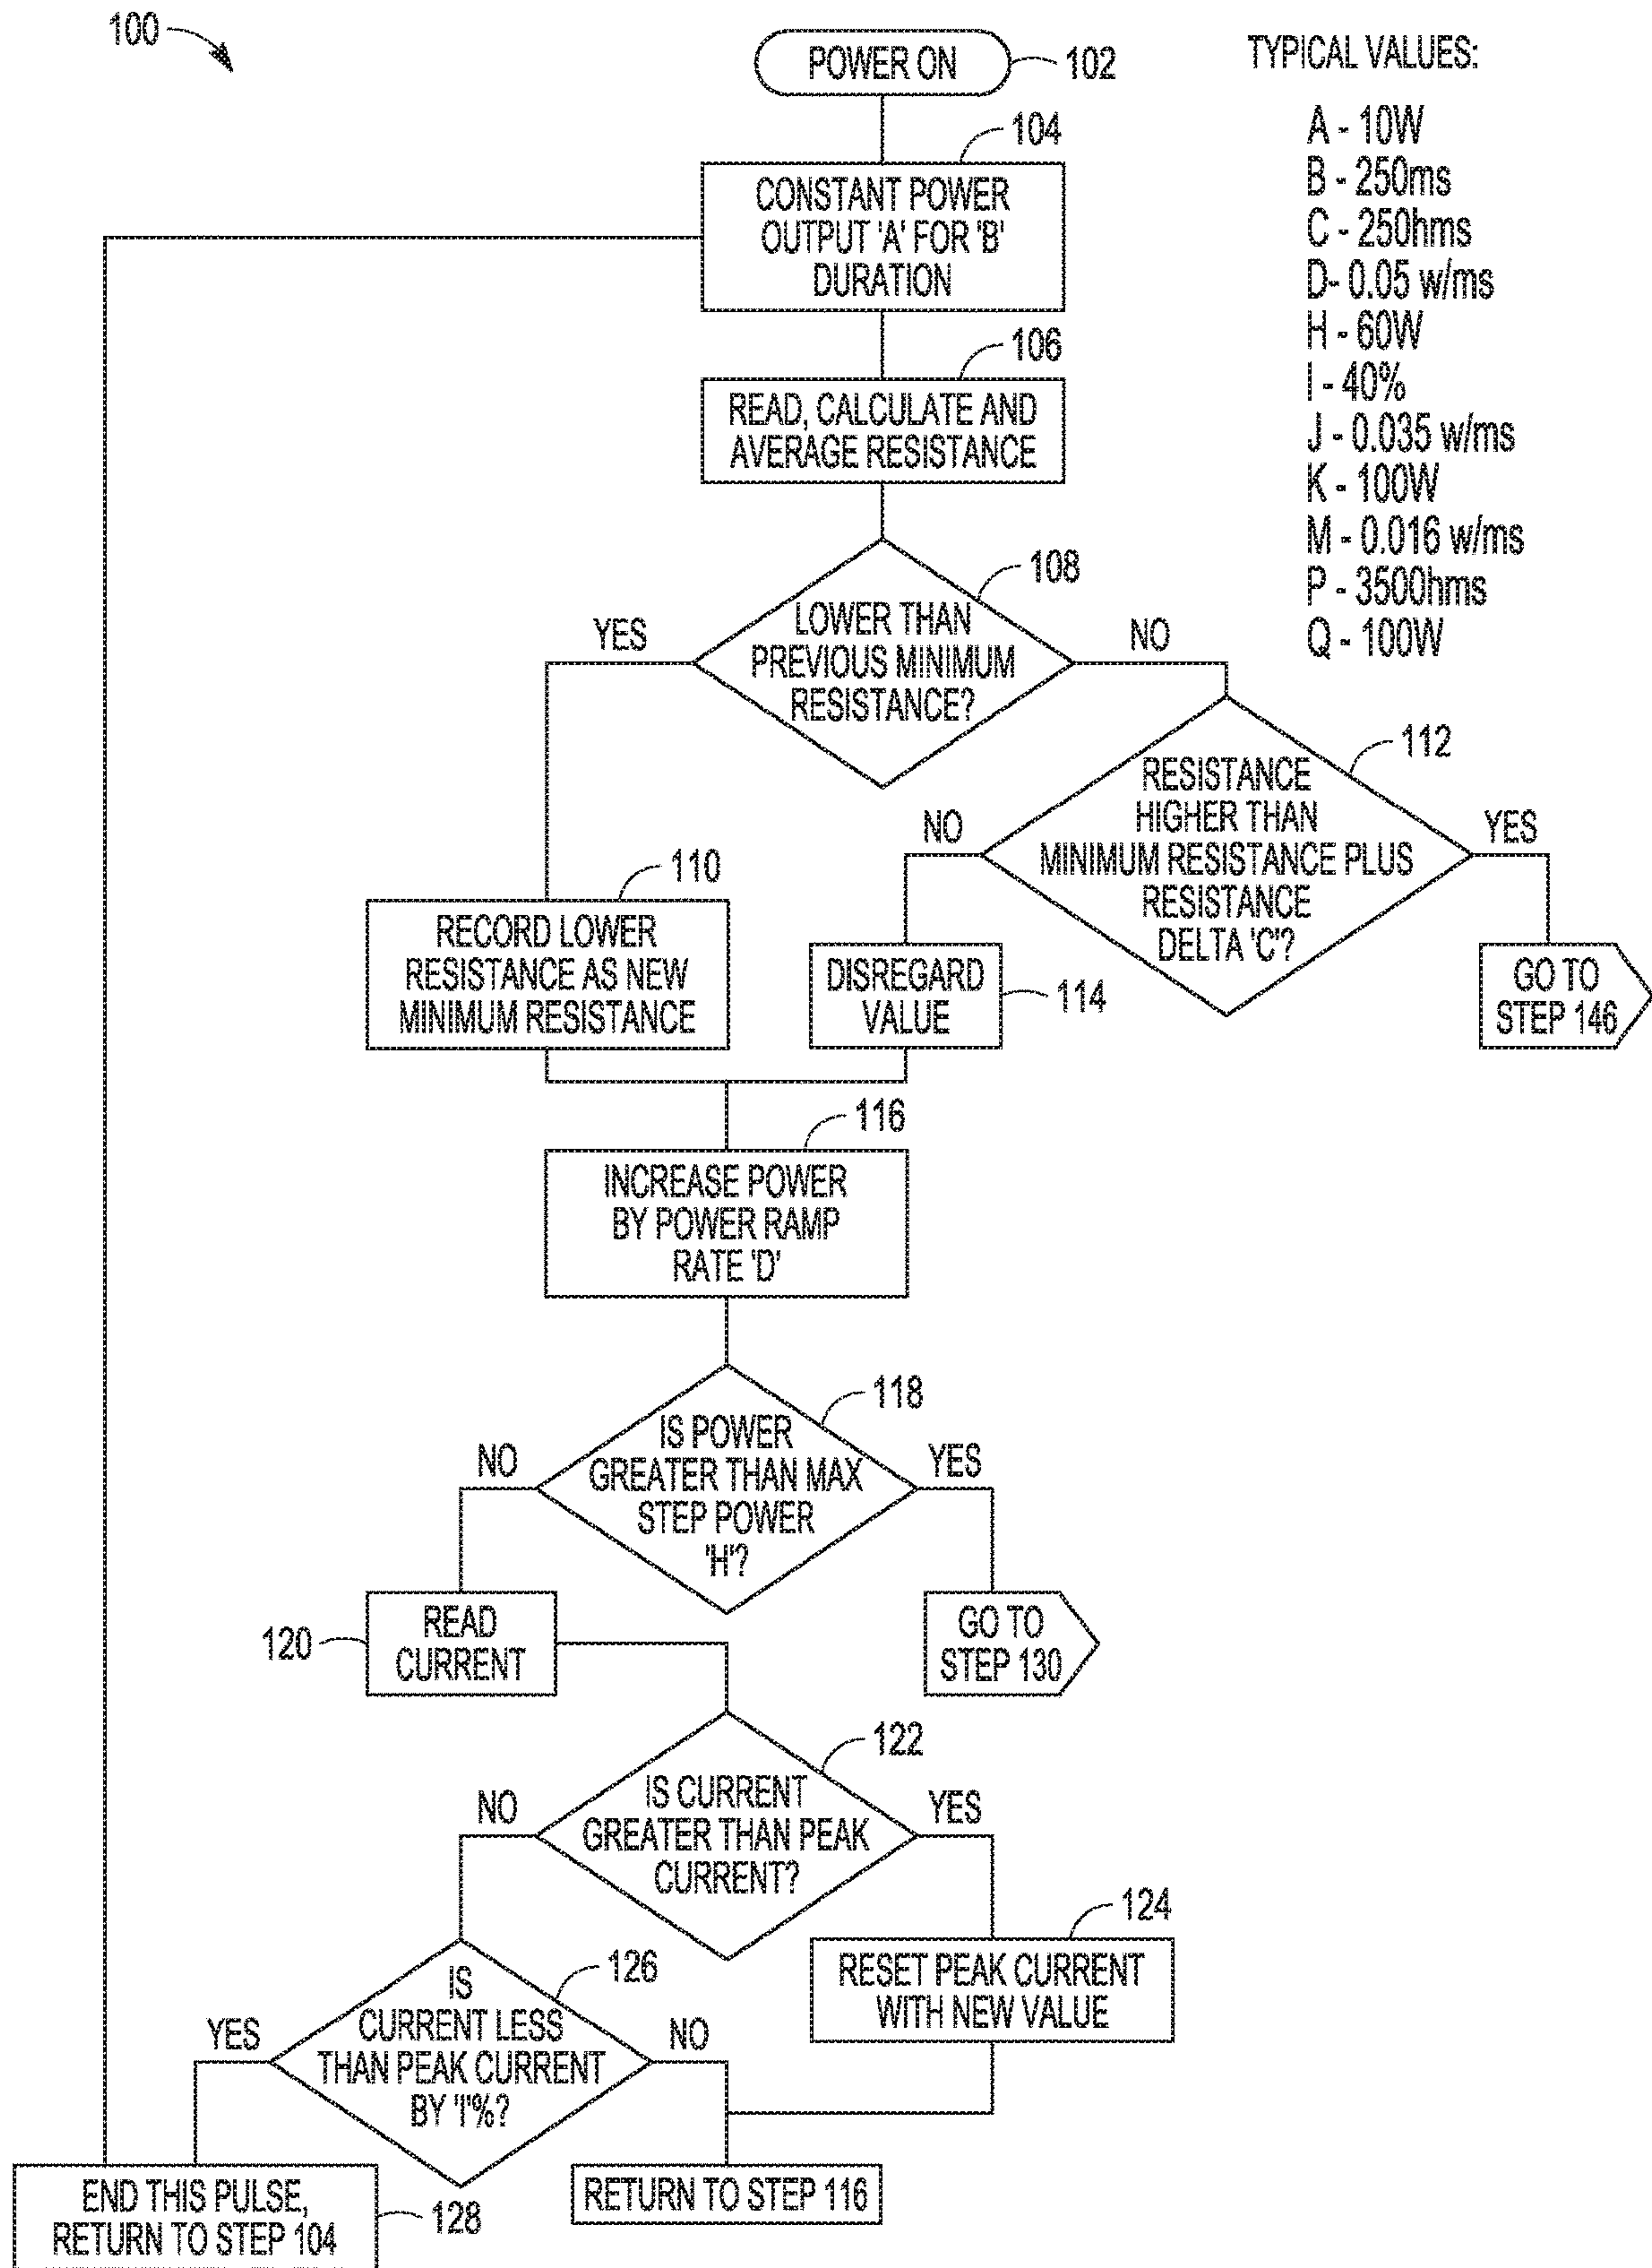 100
POWER ON
102
TYPICAL VALUES:
A - 10W
B - 250ms
C - 250hms
D- 0.05 w/ms
H - 60W
I - 40%
J - 0.035 w/ms
K - 100W
M - 0.016 w/ms
P - 3500hms
Q - 100W
104
CONSTANT POWER
OUTPUT 'A' FOR 'B'
DURATION
106
READ, CALCULATE AND
AVERAGE RESISTANCE
108
LOWER THAN
PREVIOUS MINIMUM
RESISTANCE?
YES
NO
112
RESISTANCE
HIGHER THAN
MINIMUM RESISTANCE PLUS
RESISTANCE
DELTA 'C'?
NO
YES
110
RECORD LOWER
RESISTANCE AS NEW
MINIMUM RESISTANCE
DISREGARD
VALUE
114
GO TO
STEP 146
116
INCREASE POWER
BY POWER RAMP
RATE 'D'
118
IS POWER
GREATER THAN MAX
STEP POWER
'H'?
NO
YES
120
READ
CURRENT
GO TO
STEP 130
122
IS CURRENT
GREATER THAN PEAK
CURRENT?
NO
YES
124
RESET PEAK CURRENT
WITH NEW VALUE
126
IS
CURRENT LESS
THAN PEAK CURRENT
BY 'I'%?
YES
NO
END THIS PULSE,
RETURN TO STEP 104
128
RETURN TO STEP 116